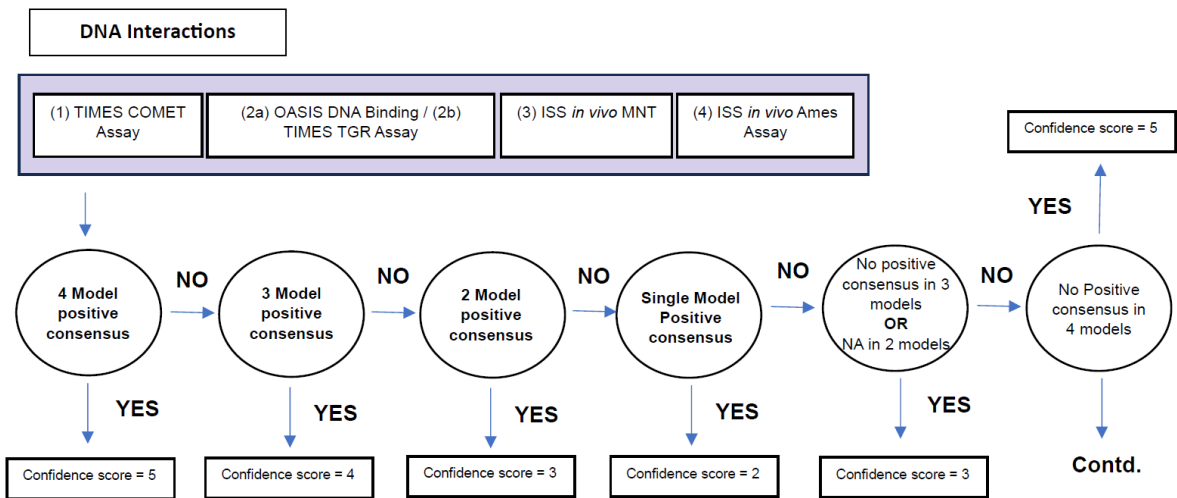 DNA Interactions
(1) TIMES COMET
Assay
(2a) OASIS DNA Binding / (2b)
TIMES TGR Assay
(3) ISS in vivo MNT
(4) ISS in vivo Ames
Assay
Confidence score = 5
YES
4 Model
positive
consensus
NO
3 Model
positive
consensus
NO
2 Model
positive
consensus
NO
Single Model
Positive
consensus
NO
No positive
consensus in 3
models
OR
NA in 2 models
NO
No Positive
consensus in
4 models
YES
YES
YES
YES
YES
Confidence score = 5
Confidence score = 4
Confidence score = 3
Confidence score = 2
Confidence score = 3
Contd.